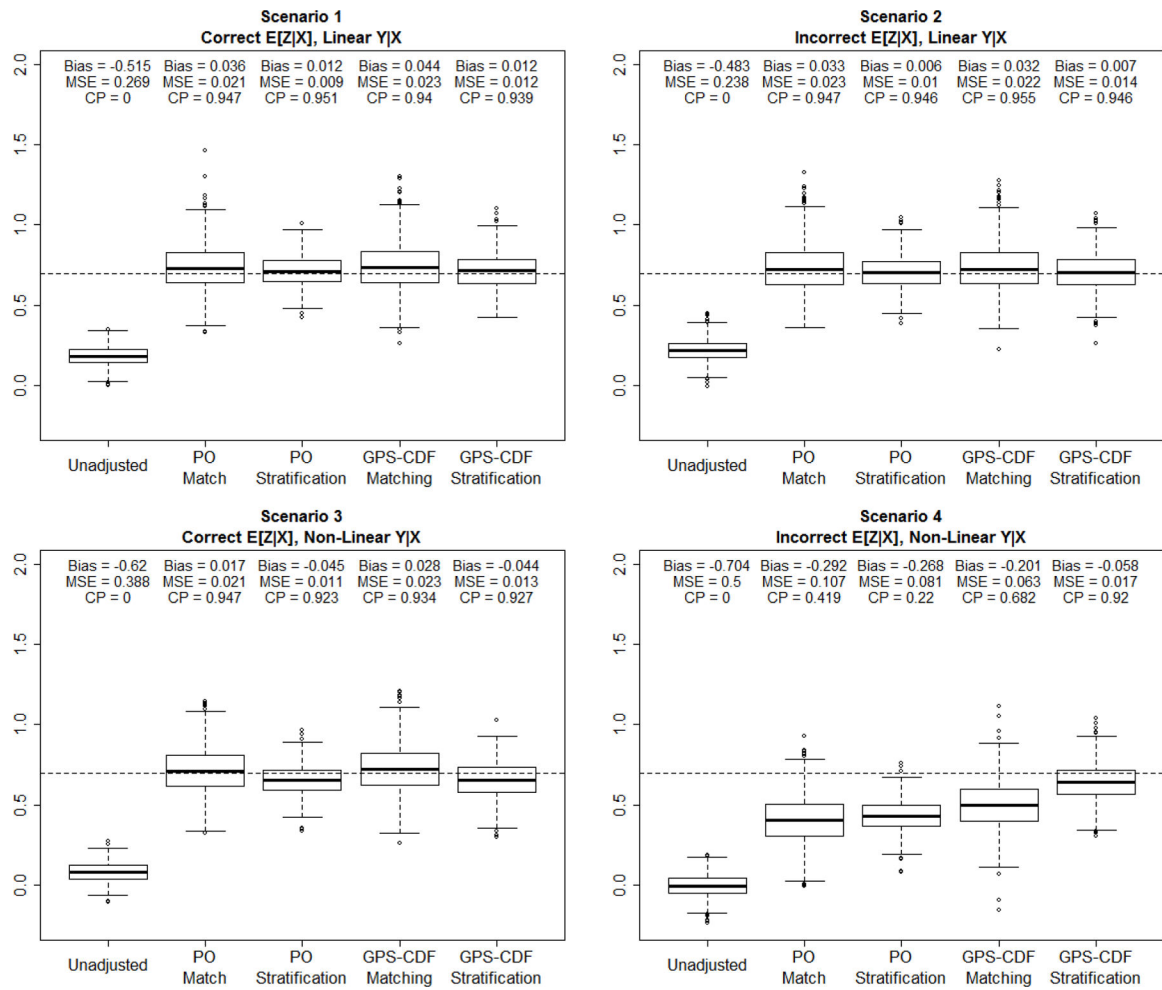 Scenario 1
Correct E[Z|X], Linear Y|X
Bias = -0.515 Bias = 0.036 Bias = 0.012 Bias = 0.044 Bias = 0.012
MSE = 0.269 MSE = 0.021 MSE = 0.009 MSE = 0.023 MSE = 0.012
CP = 0 CP = 0.947 CP = 0.951 CP = 0.94 CP = 0.939
2.0
1.5
1.0
0.5
0.0
Unadjusted PO PO GPS-CDF GPS-CDF
Match Stratification Matching Stratification
Scenario 2
Incorrect E[Z|X], Linear Y|X
Bias = -0.483 Bias = 0.033 Bias = 0.006 Bias = 0.032 Bias = 0.007
MSE = 0.238 MSE = 0.023 MSE = 0.01 MSE = 0.022 MSE = 0.014
CP = 0 CP = 0.947 CP = 0.946 CP = 0.955 CP = 0.946
2.0
1.5
1.0
0.5
0.0
Unadjusted PO PO GPS-CDF GPS-CDF
Match Stratification Matching Stratification
Scenario 3
Correct E[Z|X], Non-Linear Y|X
Bias = -0.62 Bias = 0.017 Bias = -0.045 Bias = 0.028 Bias = -0.044
MSE = 0.388 MSE = 0.021 MSE = 0.011 MSE = 0.023 MSE = 0.013
CP = 0 CP = 0.947 CP = 0.923 CP = 0.934 CP = 0.927
2.0
1.5
1.0
0.5
0.0
Unadjusted PO PO GPS-CDF GPS-CDF
Match Stratification Matching Stratification
Scenario 4
Incorrect E[Z|X], Non-Linear Y|X
Bias = -0.704 Bias = -0.292 Bias = -0.268 Bias = -0.201 Bias = -0.058
MSE = 0.5 MSE = 0.107 MSE = 0.081 MSE = 0.063 MSE = 0.017
CP = 0 CP = 0.419 CP = 0.22 CP = 0.682 CP = 0.92
2.0
1.5
1.0
0.5
0.0
Unadjusted PO PO GPS-CDF GPS-CDF
Match Stratification Matching Stratification